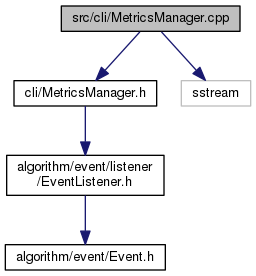 src/cli/MetricsManager.cpp
cli/MetricsManager.h
sstream
algorithm/event/listener
/EventListener.h
algorithm/event/Event.h